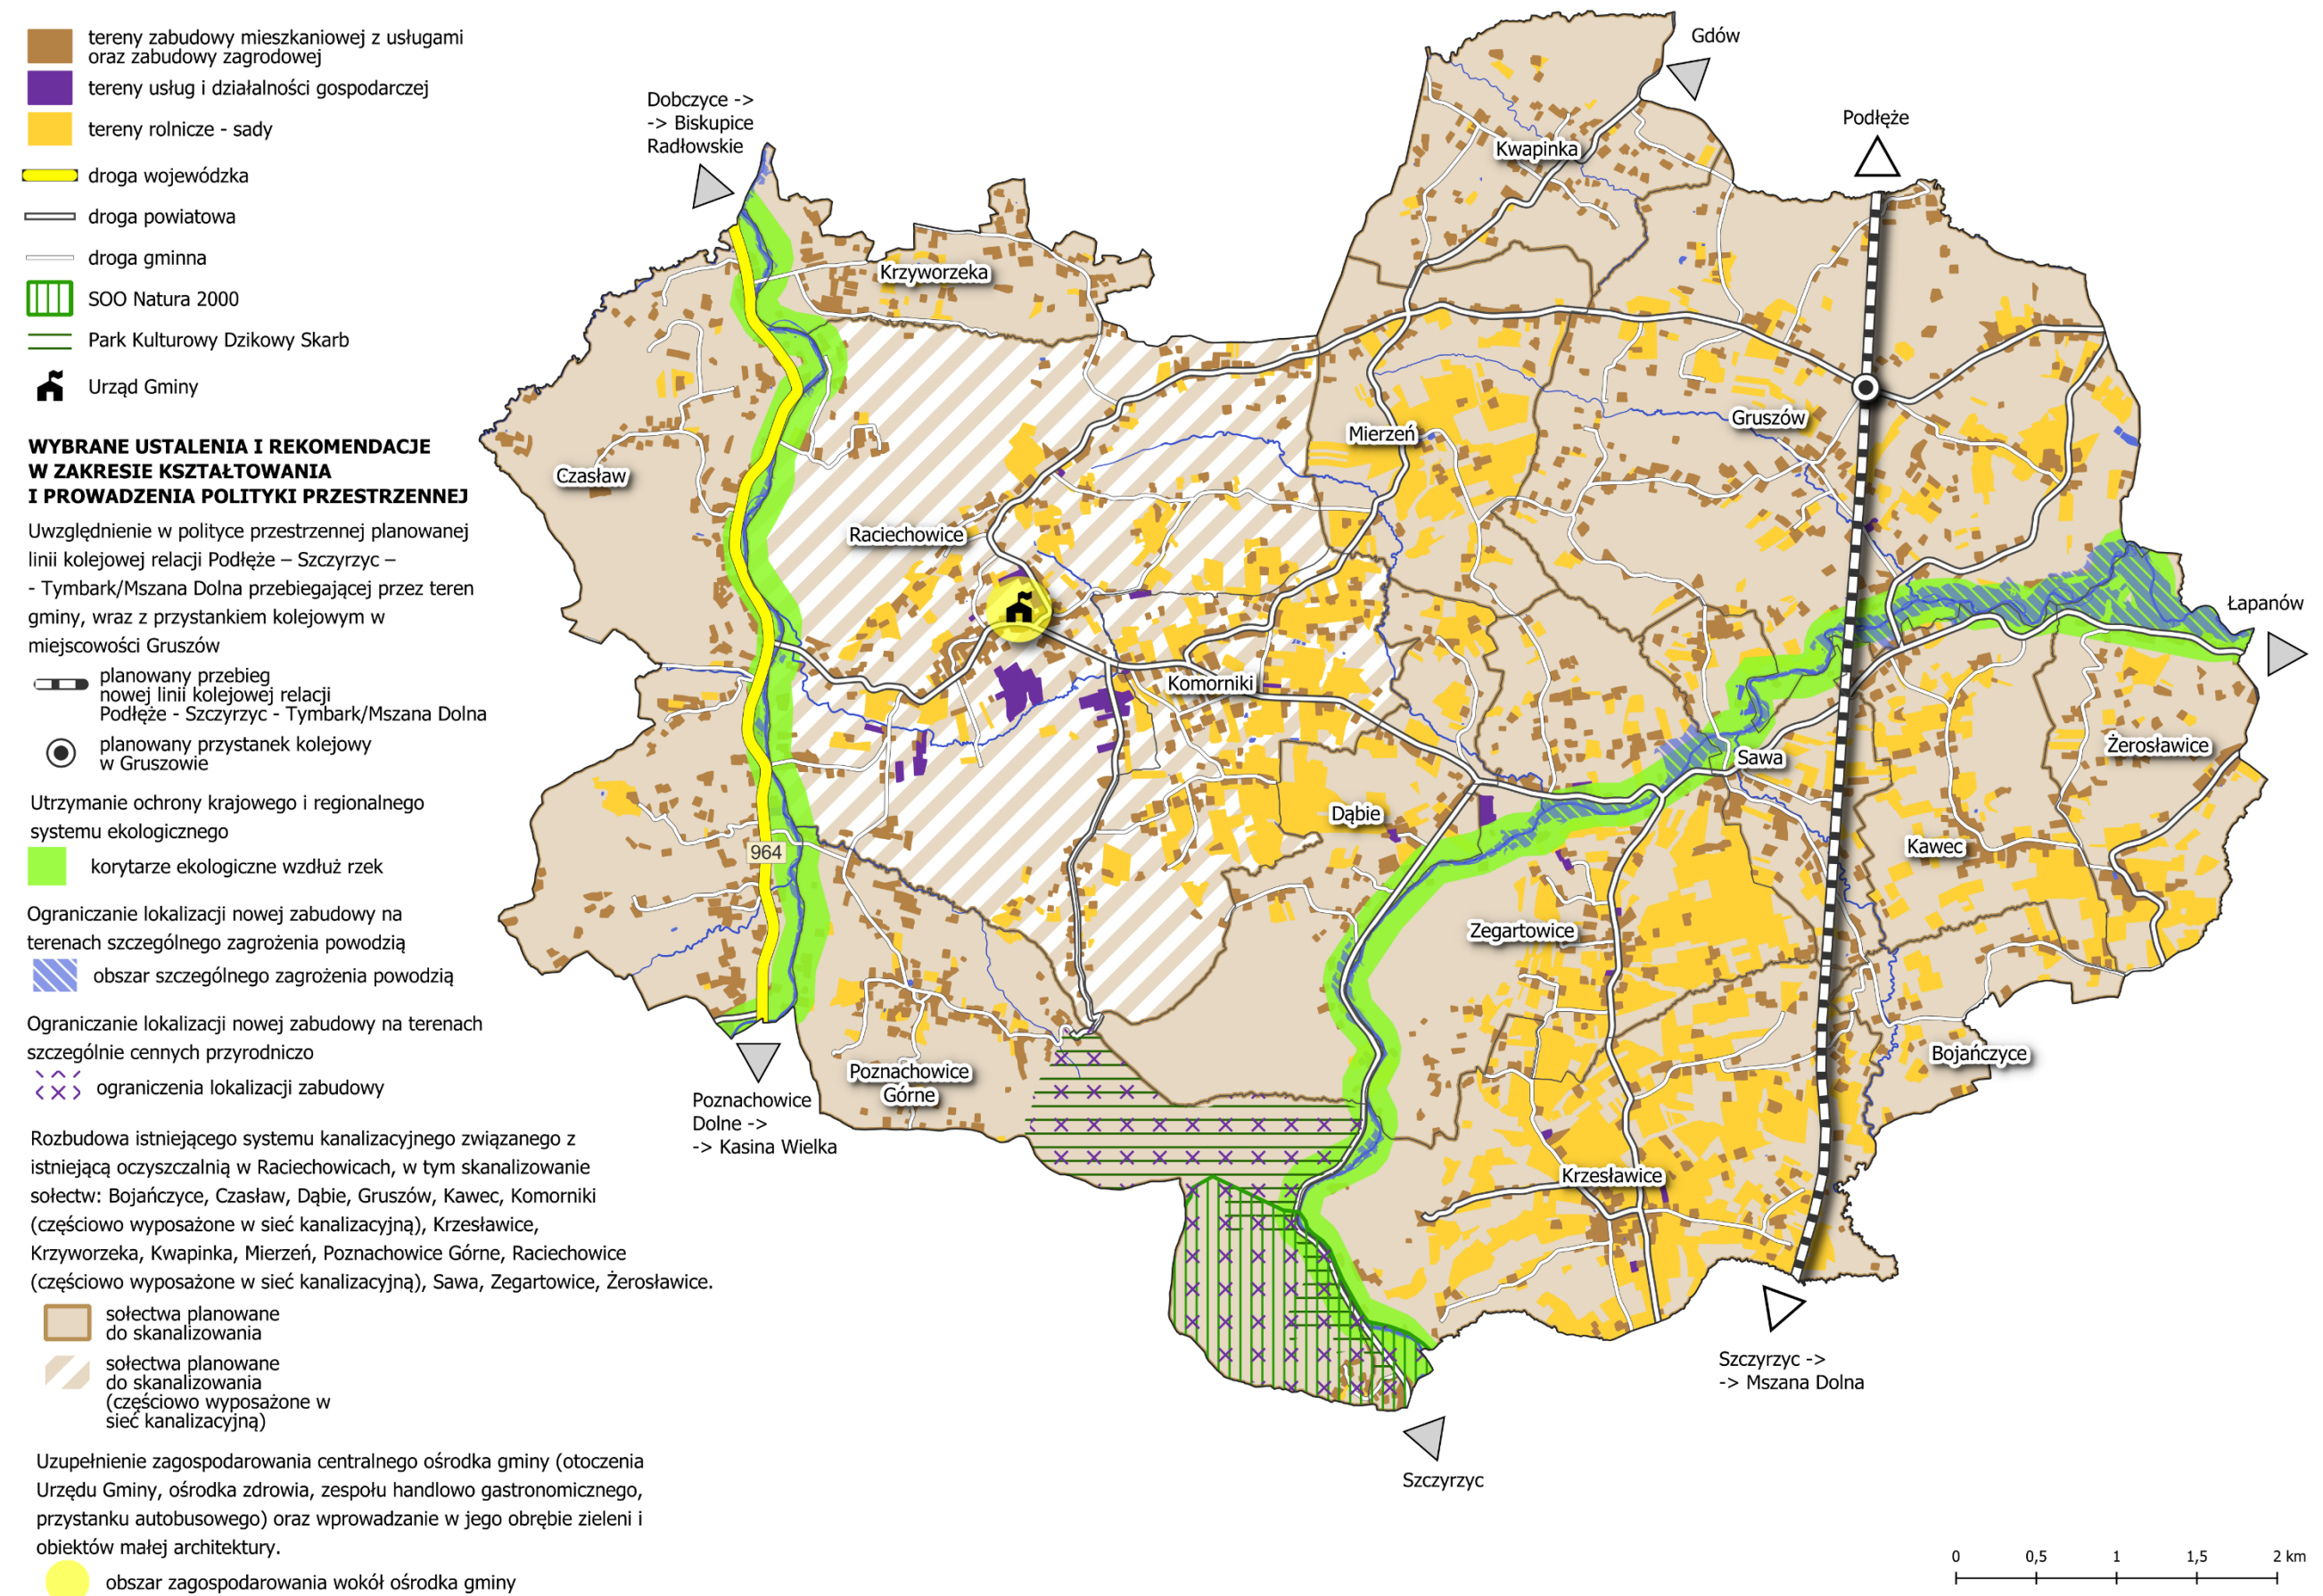 tereny zabudowy mieszkaniowej z usługami
oraz zabudowy zagrodowej
tereny usług i działalności gospodarczej
tereny rolnicze - sady
droga wojewódzka
droga powiatowa
droga gminna
SOO Natura 2000
Park Kulturowy Dzikowy Skarb
Urząd Gminy
WYBRANE USTALENIA I REKOMENDACJE
W ZAKRESIE KSZTAŁTOWANIA
I PROWADZENIA POLITYKI PRZESTRZENNEJ
Uwzględnienie w polityce przestrzennej planowanej
linii kolejowej relacji Podłęże – Szczyrzyc –
- Tymbark/Mszana Dolna przebiegającej przez teren
gminy, wraz z przystankiem kolejowym w
miejscowości Gruszów
planowany przebieg
nowej linii kolejowej relacji
Podłęże - Szczyrzyc - Tymbark/Mszana Dolna
planowany przystanek kolejowy
w Gruszowie
Utrzymanie ochrony krajowego i regionalnego
systemu ekologicznego
korytarze ekologiczne wzdłuż rzek
Ograniczanie lokalizacji nowej zabudowy na
terenach szczególnego zagrożenia powodzią
obszar szczególnego zagrożenia powodzią
Ograniczanie lokalizacji nowej zabudowy na terenach
szczególnie cennych przyrodniczo
ograniczenia lokalizacji zabudowy
Rozbudowa istniejącego systemu kanalizacyjnego związanego z
istniejącą oczyszczalnią w Raciechowicach, w tym skanalizowanie
sołectw: Bojańczyce, Czasław, Dąbie, Gruszów, Kawec, Komorniki
(częściowo wyposażone w sieć kanalizacyjną), Krzesławice,
Krzyworzeka, Kwapinka, Mierzeń, Poznachowice Górne, Raciechowice
(częściowo wyposażone w sieć kanalizacyjną), Sawa, Zegartowice, Żerosławice.
sołectwa planowane
do skanalizowania
sołectwa planowane
do skanalizowania
(częściowo wyposażone w
sieć kanalizacyjną)
Uzupełnienie zagospodarowania centralnego ośrodka gminy (otoczenia
Urzędu Gminy, ośrodka zdrowia, zespołu handlowo gastronomicznego,
przystanku autobusowego) oraz wprowadzanie w jego obrębie zieleni i
obiektów małej architektury.
obszar zagospodarowania wokół ośrodka gminy
Gdów
Dobczyce ->
-> Biskupice
Radłowskie
Podłęże
Kwapinka
Krzyworzeka
Gruszów
Mierzeń
Czasław
Raciechowice
Łapanów
Komorniki
Żerosławice
Sawa
Dąbie
Kawec
964
Zegartowice
Bojańczyce
Poznachowice
Górne
Poznachowice
Dolne ->
-> Kasina Wielka
Krzesławice
Szczyrzyc ->
-> Mszana Dolna
Szczyrzyc
0 0,5 1 1,5 2 km